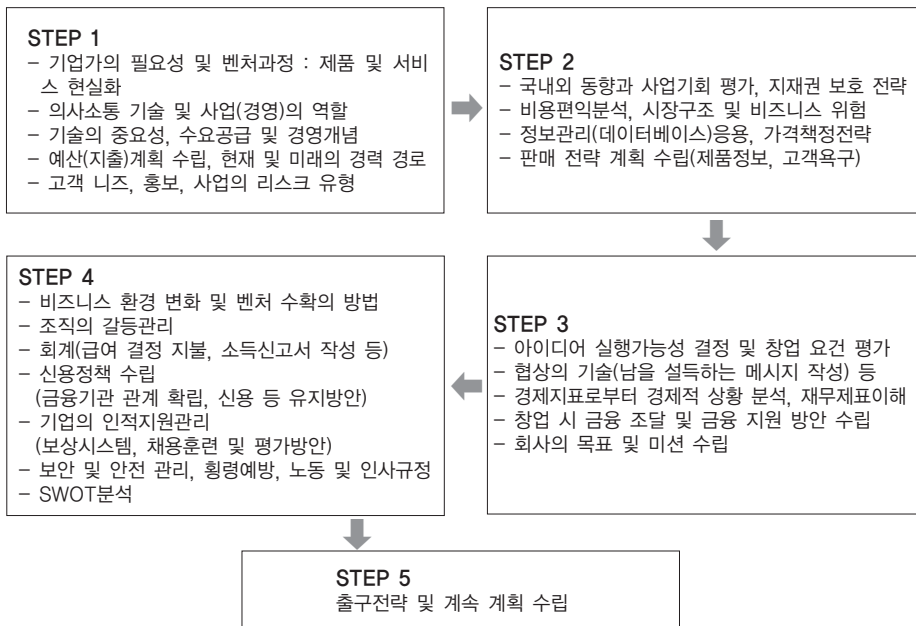 STEP 1
– 기업가의 필요성 및 벤처과정 : 제품 및 서비
스 현실화
– 의사소통 기술 및 사업(경영)의 역할
– 기술의 중요성, 수요공급 및 경영개념
– 예산(지출)계획 수립, 현재 및 미래의 경력 경로
– 고객 니즈, 홍보, 사업의 리스크 유형
STEP 2
– 국내외 동향과 사업기회 평가, 지재권 보호 전략
– 비용편익분석, 시장구조 및 비즈니스 위험
– 정보관리(데이터베이스)응용, 가격책정전략
– 판매 전략 계획 수립(제품정보, 고객욕구)
STEP 3
– 아이디어 실행가능성 결정 및 창업 요건 평가
– 협상의 기술(남을 설득하는 메시지 작성) 등
– 경제지표로부터 경제적 상황 분석, 재무제표이해
– 창업 시 금융 조달 및 금융 지원 방안 수립
– 회사의 목표 및 미션 수립
STEP 4
– 비즈니스 환경 변화 및 벤처 수확의 방법
– 조직의 갈등관리
– 회계(급여 결정 지불, 소득신고서 작성 등)
– 신용정책 수립
(금융기관 관계 확립, 신용 등 유지방안)
– 기업의 인적지원관리
(보상시스템, 채용훈련 및 평가방안)
– 보안 및 안전 관리, 횡령예방, 노동 및 인사규정
– SWOT분석
STEP 5
출구전략 및 계속 계획 수립